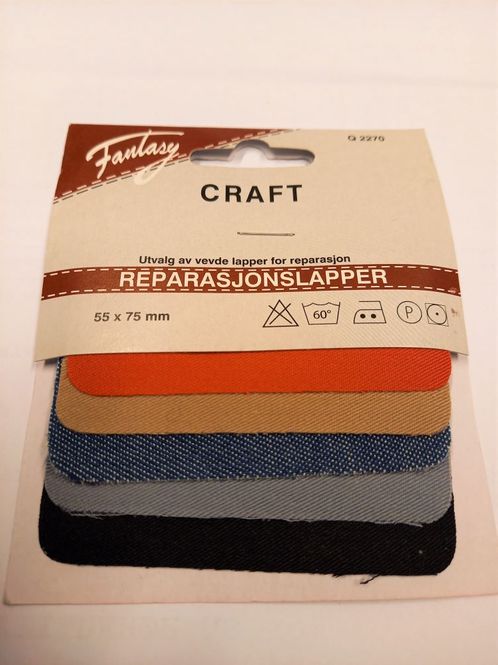 Fantasy
Q 2270
CRAFT
Utvalg av vevde lapper for reparasjon
REPARASJONSLAPPER
55 x 75 mm
60°
P